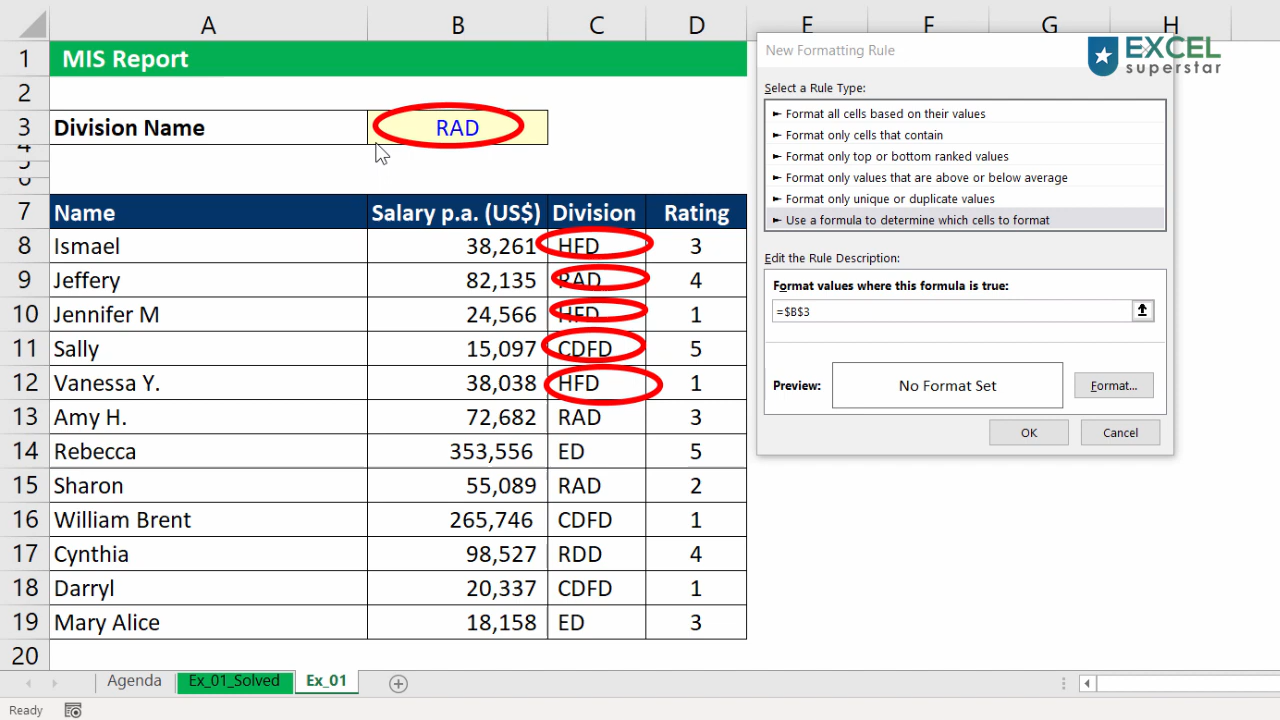 A B C D E F G H
1 MIS Report
2
3 Division Name RAD
4
5
6
7 Name Salary p.a. (US$) Division Rating
8 Ismael 38,261 HFD 3
9 Jeffery 82,135 RAD 4
10 Jennifer M 24,566 HFD 1
11 Sally 15,097 CDFD 5
12 Vanessa Y. 38,038 HFD 1
13 Amy H. 72,682 RAD 3
14 Rebecca 353,556 ED 5
15 Sharon 55,089 RAD 2
16 William Brent 265,746 CDFD 1
17 Cynthia 98,527 RDD 4
18 Darryl 20,337 CDFD 1
19 Mary Alice 18,158 ED 3
20
New Formatting Rule
EXCEL
superstar
Select a Rule Type:
► Format all cells based on their values
► Format only cells that contain
► Format only top or bottom ranked values
► Format only values that are above or below average
► Format only unique or duplicate values
► Use a formula to determine which cells to format
Edit the Rule Description:
Format values where this formula is true:
=$B$3
Preview: No Format Set Format...
OK Cancel
Agenda Ex_01_Solved Ex_01
Ready